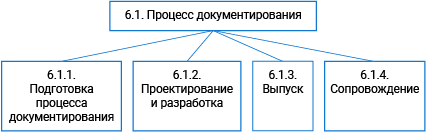 6.1. Процесс документирования
6.1.1.
Подготовка
процесса
документирования
6.1.2.
Проектирование
и разработка
6.1.3.
Выпуск
6.1.4.
Сопровождение